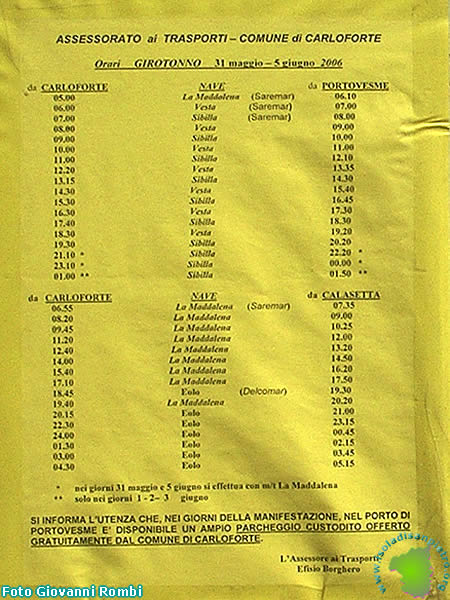 ASSESSORATO ai TRASPORTI – COMUNE di CARLOFORTE
Orari GIROTONNO 31 maggio – 5 giugno 2006
da CARLOFORTE NAVE da PORTOVESME
05.00 La Maddalena (Saremar) 06.10
06.00 Vesta (Saremar) 07.00
07.00 Sibilla (Saremar) 08.00
08.00 Vesta 09.00
09.00 Sibilla 10.00
10.00 Vesta 11.00
11.00 Sibilla 12.10
12.20 Vesta 13.35
13.15 Sibilla 14.30
14.30 Vesta 15.40
15.30 Sibilla 16.45
16.30 Vesta 17.30
17.40 Sibilla 18.30
18.30 Vesta 19.20
19.30 Sibilla 20.20
21.10 * Sibilla 22.20 *
23.10 * Sibilla 00.00 *
01.00 ** Sibilla 01.50 **
da CARLOFORTE NAVE da CALASETTA
06.55 La Maddalena (Saremar) 07.35
08.20 La Maddalena 09.00
09.45 La Maddalena 10.25
11.20 La Maddalena 12.00
12.40 La Maddalena 13.20
14.00 La Maddalena 14.50
15.40 La Maddalena 16.20
17.10 La Maddalena 17.50
18.45 Eolo (Delcomar) 19.30
19.40 La Maddalena 20.20
20.15 Eolo 21.00
22.30 Eolo 23.15
24.00 Eolo 00.45
01.30 Eolo 02.15
03.00 Eolo 03.45
04.30 Eolo 05.15
* nei giorni 31 maggio e 5 giugno si effettua con m/t La Maddalena
** solo nei giorni 1 - 2 – 3 giugno
SI INFORMA L'UTENZA CHE, NEI GIORNI DELLA MANIFESTAZIONE, NEL PORTO DI
PORTOVESME E' DISPONIBILE UN AMPIO PARCHEGGIO CUSTODITO OFFERTO
GRATUITAMENTE DAL COMUNE DI CARLOFORTE.
L'Assessore ai Trasporti
Efisio Borghero
www.isoladisanpietro.org
Foto Giovanni Rombi